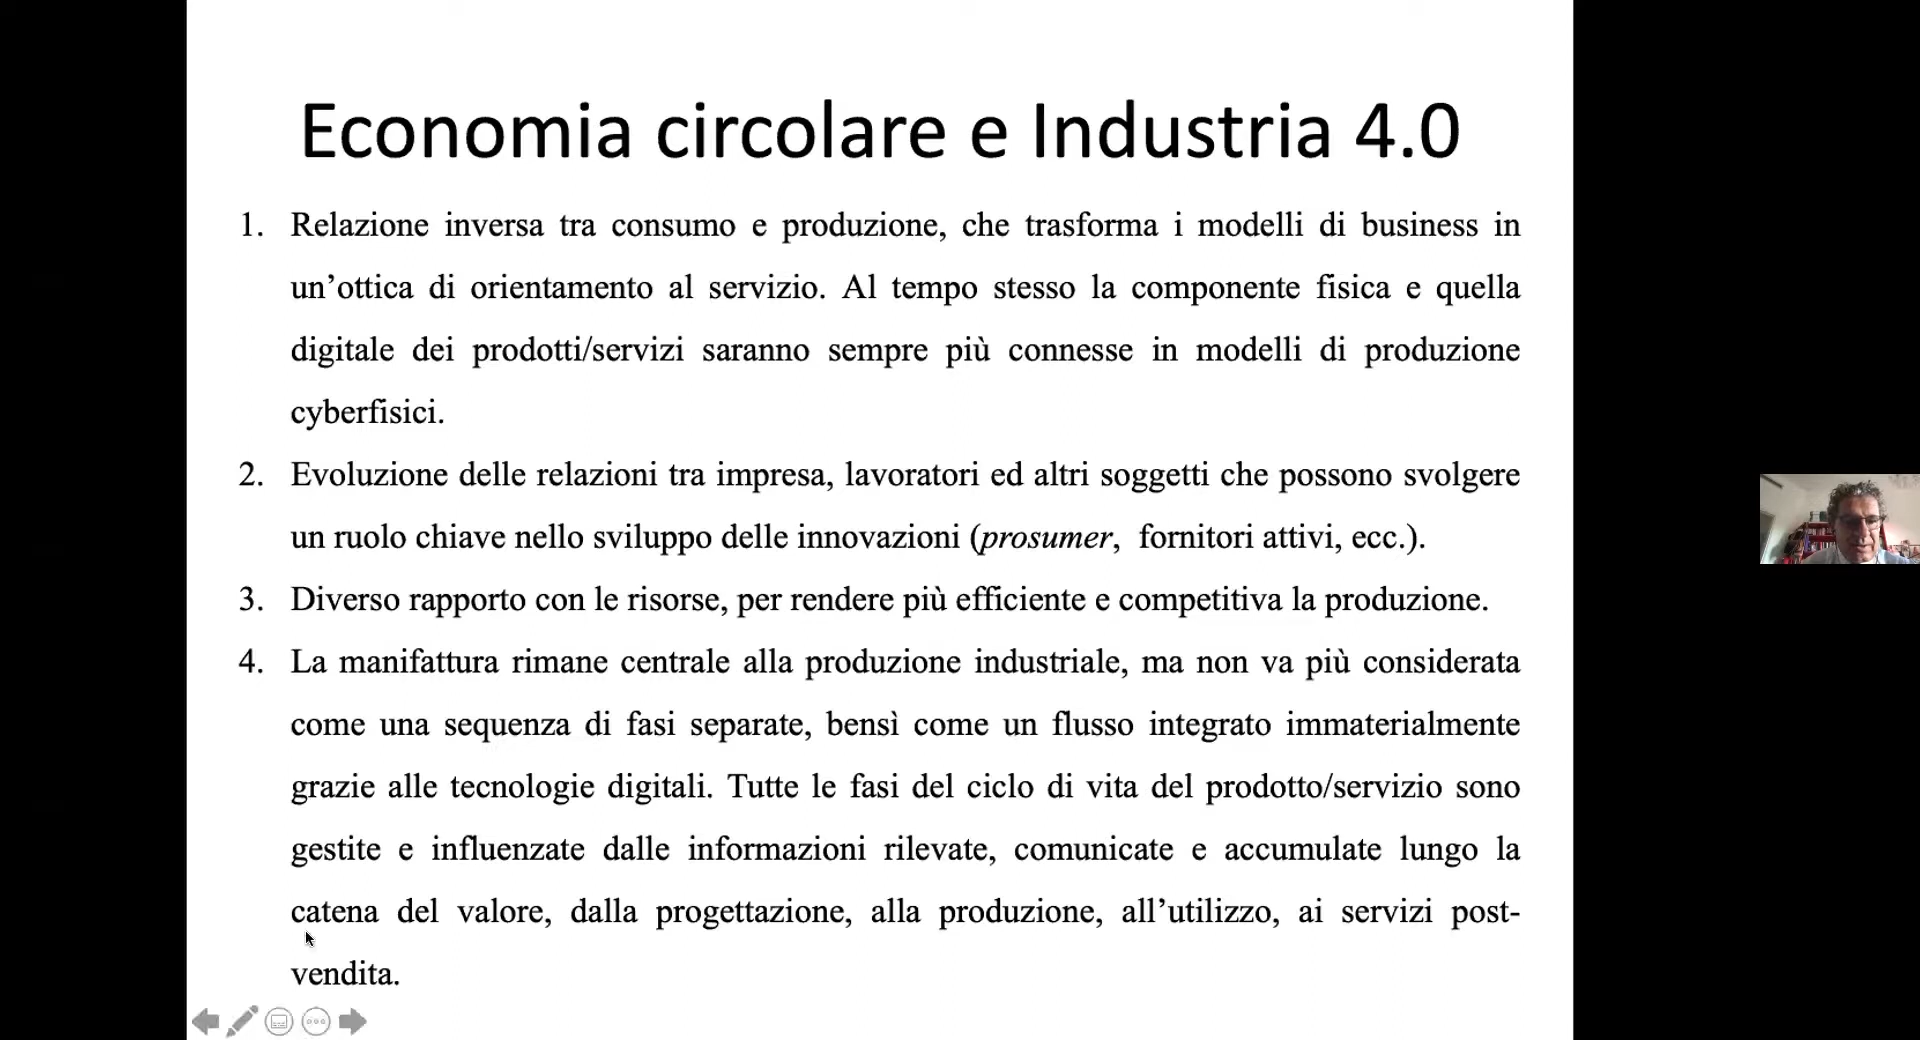 Economia circolare e Industria 4.0
1. Relazione inversa tra consumo e produzione, che trasforma i modelli di business in
un’ottica di orientamento al servizio. Al tempo stesso la componente fisica e quella
digitale dei prodotti/servizi saranno sempre più connesse in modelli di produzione
cyberfisici.
2. Evoluzione delle relazioni tra impresa, lavoratori ed altri soggetti che possono svolgere
un ruolo chiave nello sviluppo delle innovazioni (prosumer, fornitori attivi, ecc.).
3. Diverso rapporto con le risorse, per rendere più efficiente e competitiva la produzione.
4. La manifattura rimane centrale alla produzione industriale, ma non va più considerata
come una sequenza di fasi separate, bensì come un flusso integrato immaterialmente
grazie alle tecnologie digitali. Tutte le fasi del ciclo di vita del prodotto/servizio sono
gestite e influenzate dalle informazioni rilevate, comunicate e accumulate lungo la
catena del valore, dalla progettazione, alla produzione, all’utilizzo, ai servizi post-
vendita.